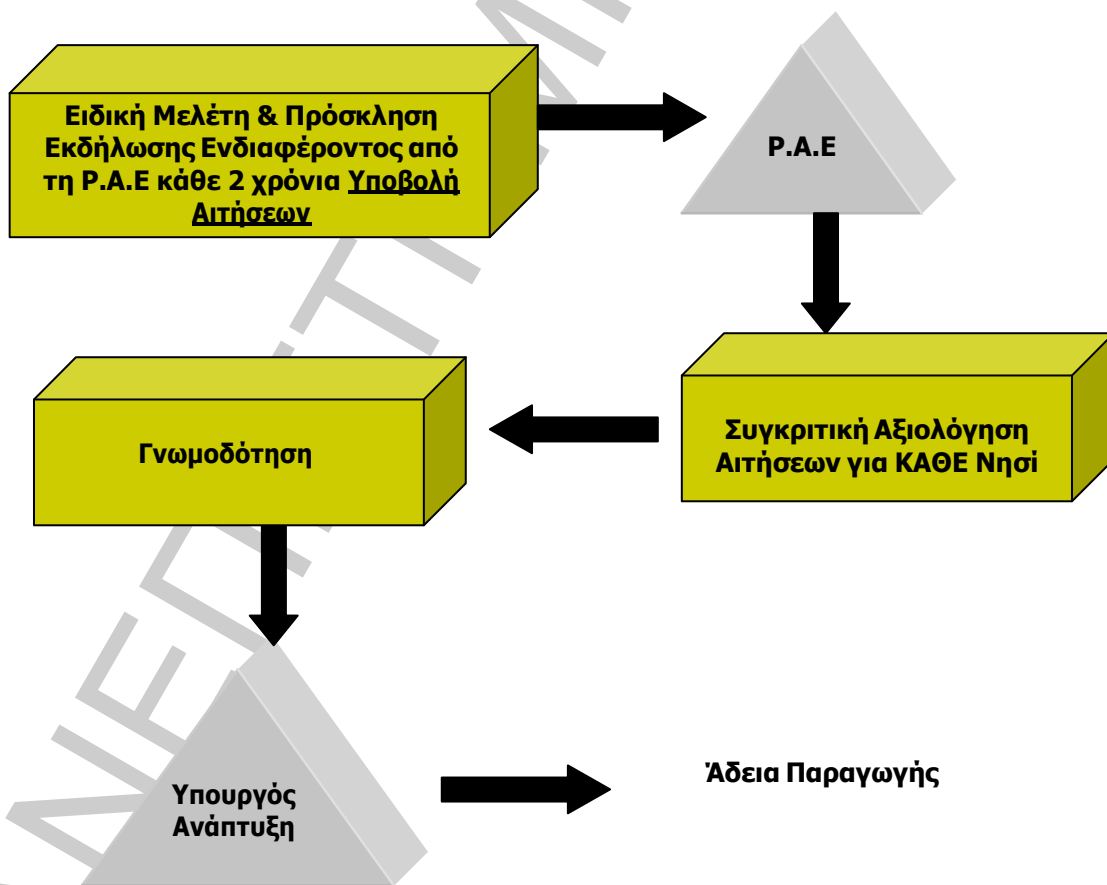 Ειδική Μελέτη & Πρόσκληση
Εκδήλωσης Ενδιαφέροντος από
τη Ρ.Α.Ε κάθε 2 χρόνια Υποβολή
Αιτήσεων
Ρ.Α.Ε
Συγκριτική Αξιολόγηση
Αιτήσεων για ΚΑΘΕ Νησί
Γνωμοδότηση
Υπουργός
Ανάπτυξη
Άδεια Παραγωγής